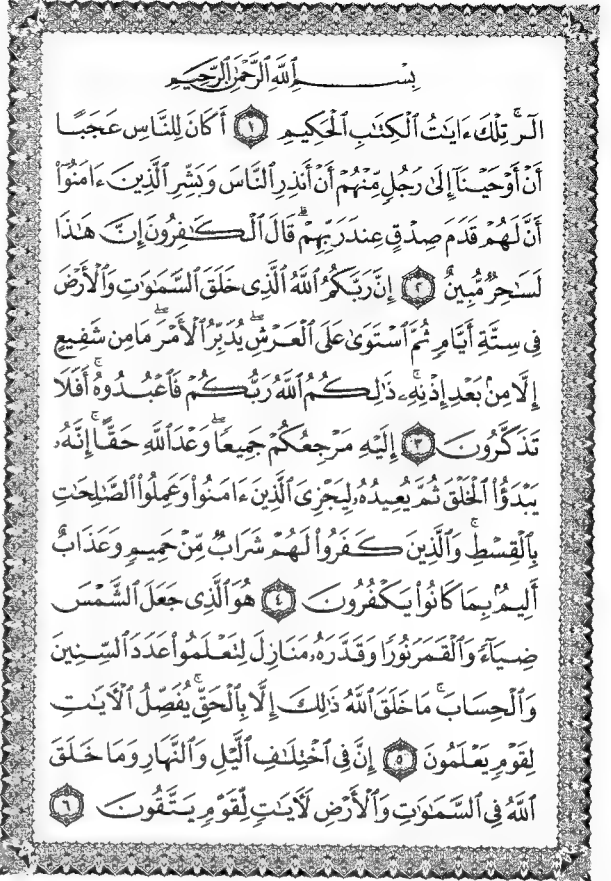 بِسْمِ ٱللَّهِ ٱلرَّحْمَـٰنِ ٱلرَّحِيمِ
الٓر ۚ تِلْكَ ءَايَـٰتُ ٱلْكِتَـٰبِ ٱلْحَكِيمِ ١ أَكَانَ لِلنَّاسِ عَجَبًا
أَنْ أَوْحَيْنَآ إِلَىٰ رَجُلٍ مِّنْهُمْ أَنْ أَنذِرِ ٱلنَّاسَ وَبَشِّرِ ٱلَّذِينَ ءَامَنُوٓا۟
أَنَّ لَهُمْ قَدَمَ صِدْقٍ عِندَ رَبِّهِمْ ۗ قَالَ ٱلْكَـٰفِرُونَ إِنَّ هَـٰذَا
لَسَـٰحِرٌ مُّبِينٌ ٢ إِنَّ رَبَّكُمُ ٱللَّهُ ٱلَّذِى خَلَقَ ٱلسَّمَـٰوَٰتِ وَٱلْأَرْضَ
فِى سِتَّةِ أَيَّامٍ ثُمَّ ٱسْتَوَىٰ عَلَى ٱلْعَرْشِ ۖ يُدَبِّرُ ٱلْأَمْرَ ۖ مَا مِن شَفِيعٍ
إِلَّا مِنۢ بَعْدِ إِذْنِهِۦ ۚ ذَٰلِكُمُ ٱللَّهُ رَبُّكُمْ فَٱعْبُدُوهُ ۚ أَفَلَا
تَذَكَّرُونَ ٣ إِلَيْهِ مَرْجِعُكُمْ جَمِيعًا ۖ وَعْدَ ٱللَّهِ حَقًّا ۚ إِنَّهُۥ
يَبْدَؤُا۟ ٱلْخَلْقَ ثُمَّ يُعِيدُهُۥ لِيَجْزِىَ ٱلَّذِينَ ءَامَنُوا۟ وَعَمِلُوا۟ ٱلصَّـٰلِحَـٰتِ
بِٱلْقِسْطِ ۚ وَٱلَّذِينَ كَفَرُوا۟ لَهُمْ شَرَابٌ مِّنْ حَمِيمٍ وَعَذَابٌ
أَلِيمٌۢ بِمَا كَانُوا۟ يَكْفُرُونَ ٤ هُوَ ٱلَّذِى جَعَلَ ٱلشَّمْسَ
ضِيَآءً وَٱلْقَمَرَ نُورًا وَقَدَّرَهُۥ مَنَازِلَ لِتَعْلَمُوا۟ عَدَدَ ٱلسِّنِينَ
وَٱلْحِسَابَ ۚ مَا خَلَقَ ٱللَّهُ ذَٰلِكَ إِلَّا بِٱلْحَقِّ ۚ يُفَصِّلُ ٱلْـَٔايَـٰتِ
لِقَوْمٍ يَعْلَمُونَ ٥ إِنَّ فِى ٱخْتِلَـٰفِ ٱلَّيْلِ وَٱلنَّهَارِ وَمَا خَلَقَ
ٱللَّهُ فِى ٱلسَّمَـٰوَٰتِ وَٱلْأَرْضِ لَـَٔايَـٰتٍ لِّقَوْمٍ يَتَّقُونَ ٦